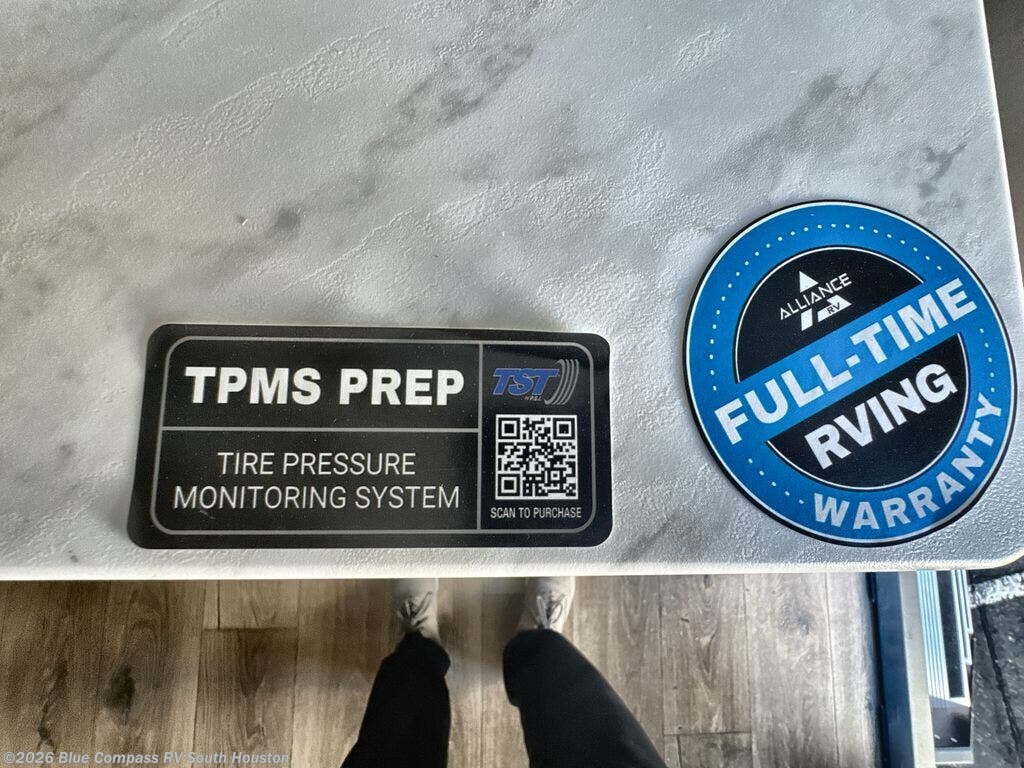 TPMS PREP
TIRE PRESSURE
MONITORING SYSTEM
TST
SCAN TO PURCHASE
ALLIANCE
RV
FULL-TIME
RVING
WARRANTY
©2026 Blue Compass RV South Houston